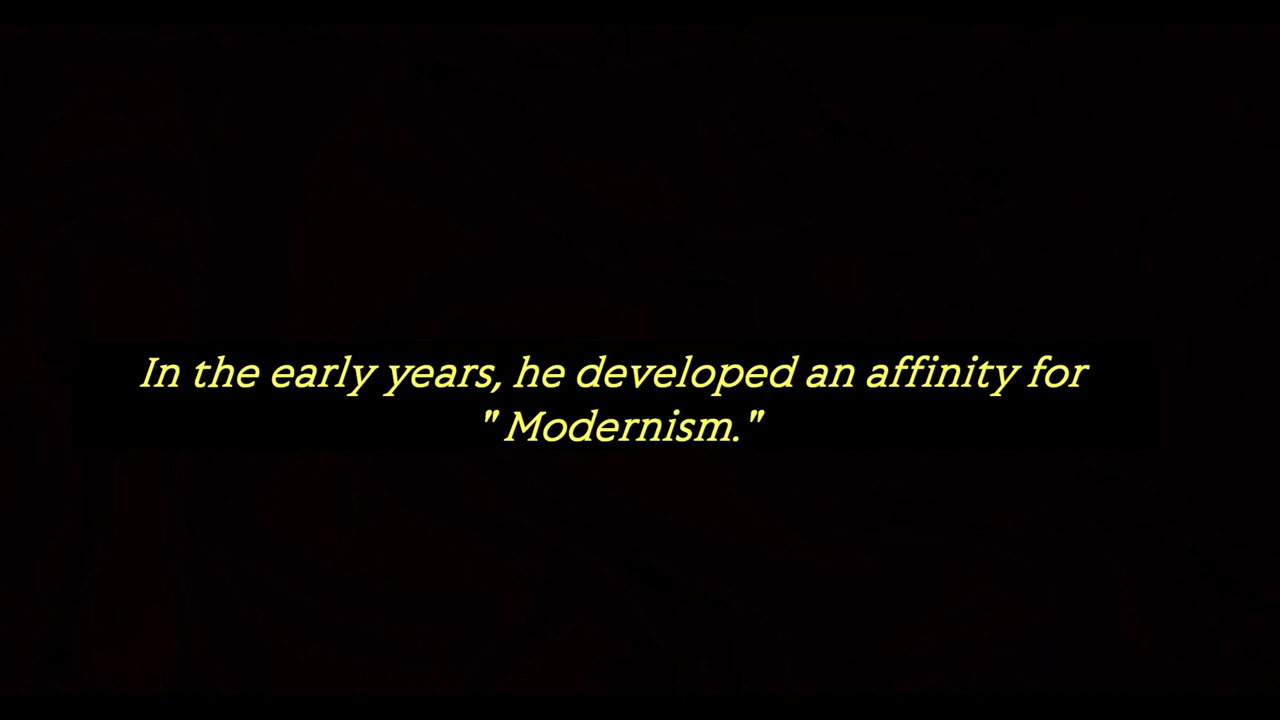 In the early years, he developed an affinity for
" Modernism."